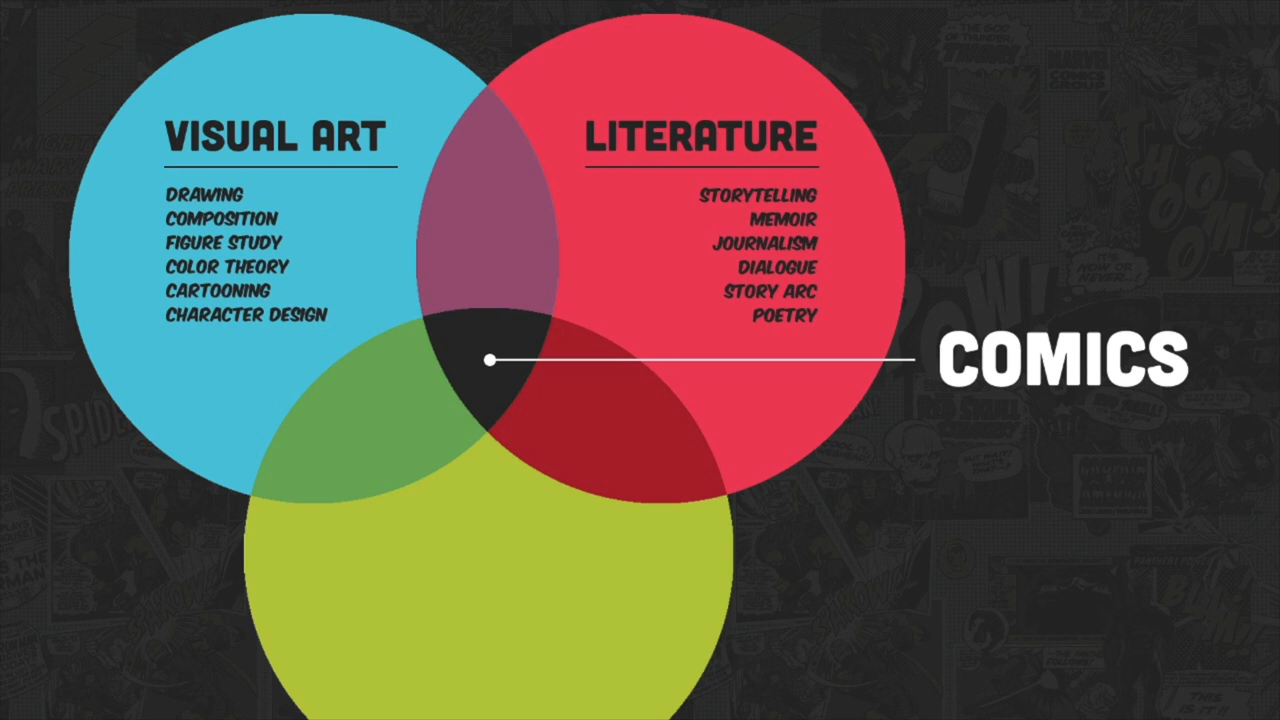 VISUAL ART
DRAWING
COMPOSITION
FIGURE STUDY
COLOR THEORY
CARTOONING
CHARACTER DESIGN
LITERATURE
STORYTELLING
MEMOIR
JOURNALISM
DIALOGUE
STORY ARC
POETRY
COMICS